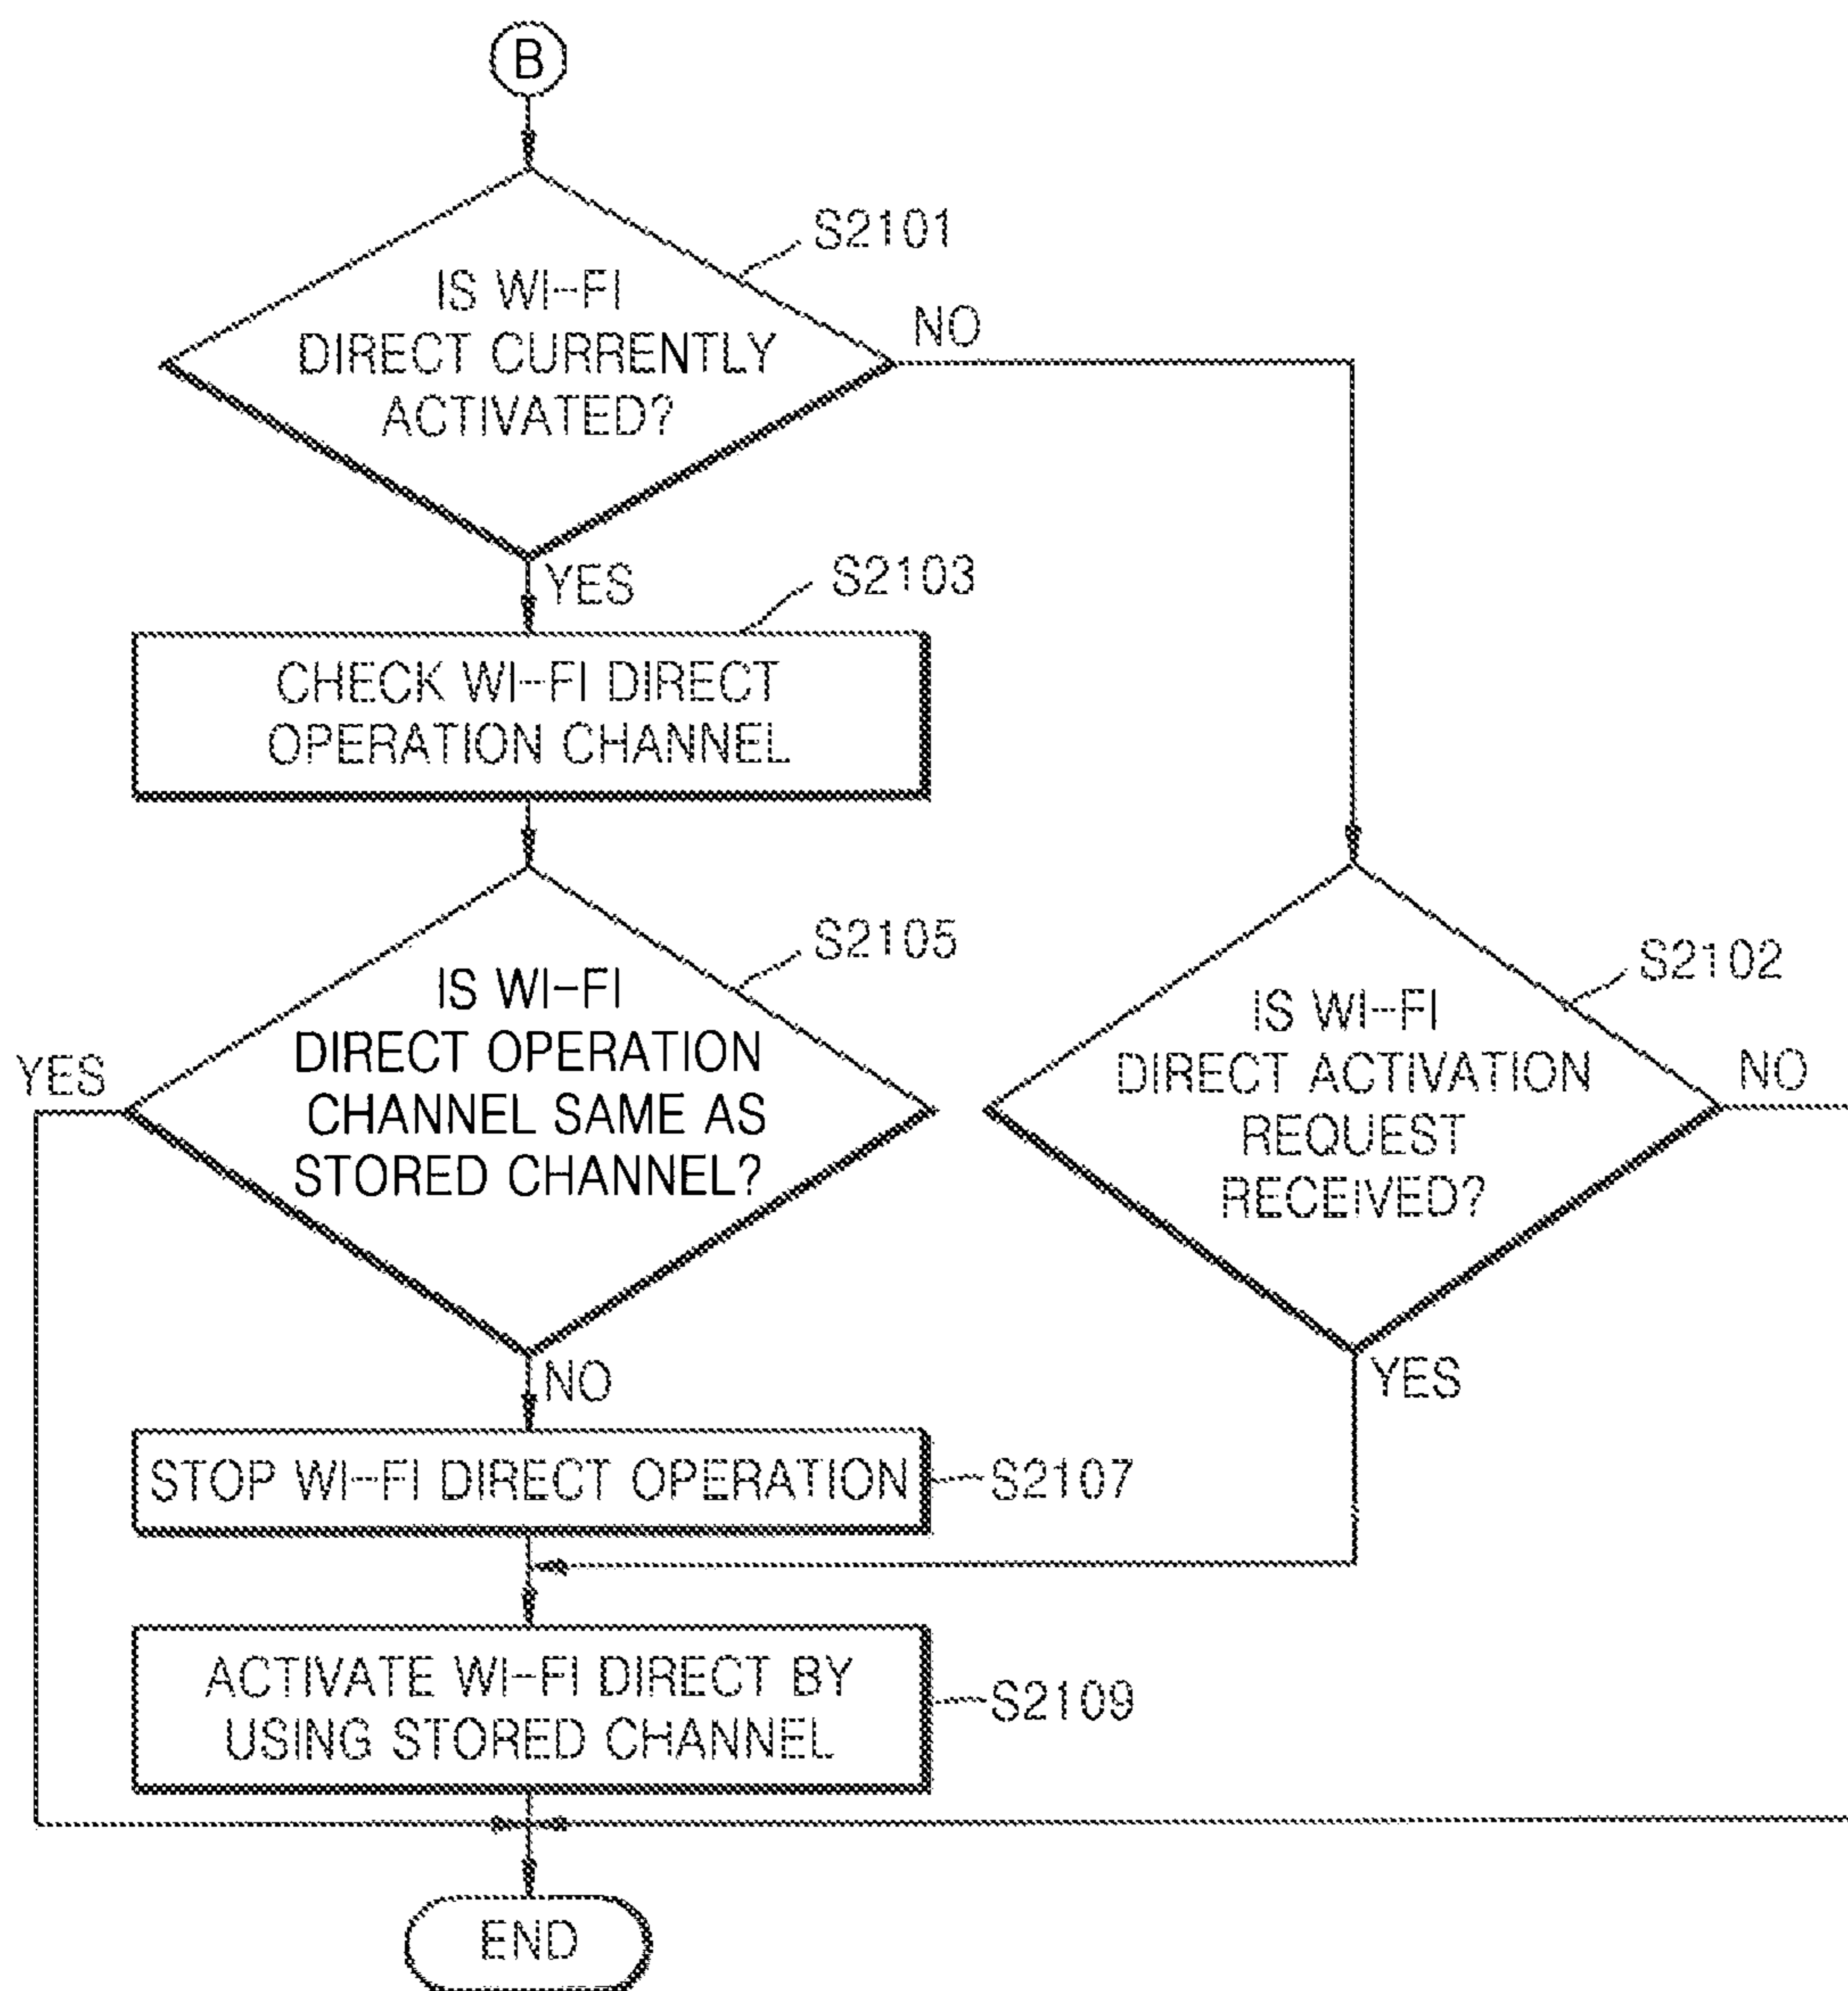 B
S2101
IS WI-FI
DIRECT CURRENTLY
ACTIVATED?
NO
YES
S2103
CHECK WI-FI DIRECT
OPERATION CHANNEL
S2105
IS WI-FI
DIRECT OPERATION
CHANNEL SAME AS
STORED CHANNEL?
YES
NO
S2102
IS WI-FI
DIRECT ACTIVATION
REQUEST
RECEIVED?
NO
YES
STOP WI-FI DIRECT OPERATION
S2107
ACTIVATE WI-FI DIRECT BY
USING STORED CHANNEL
S2109
END